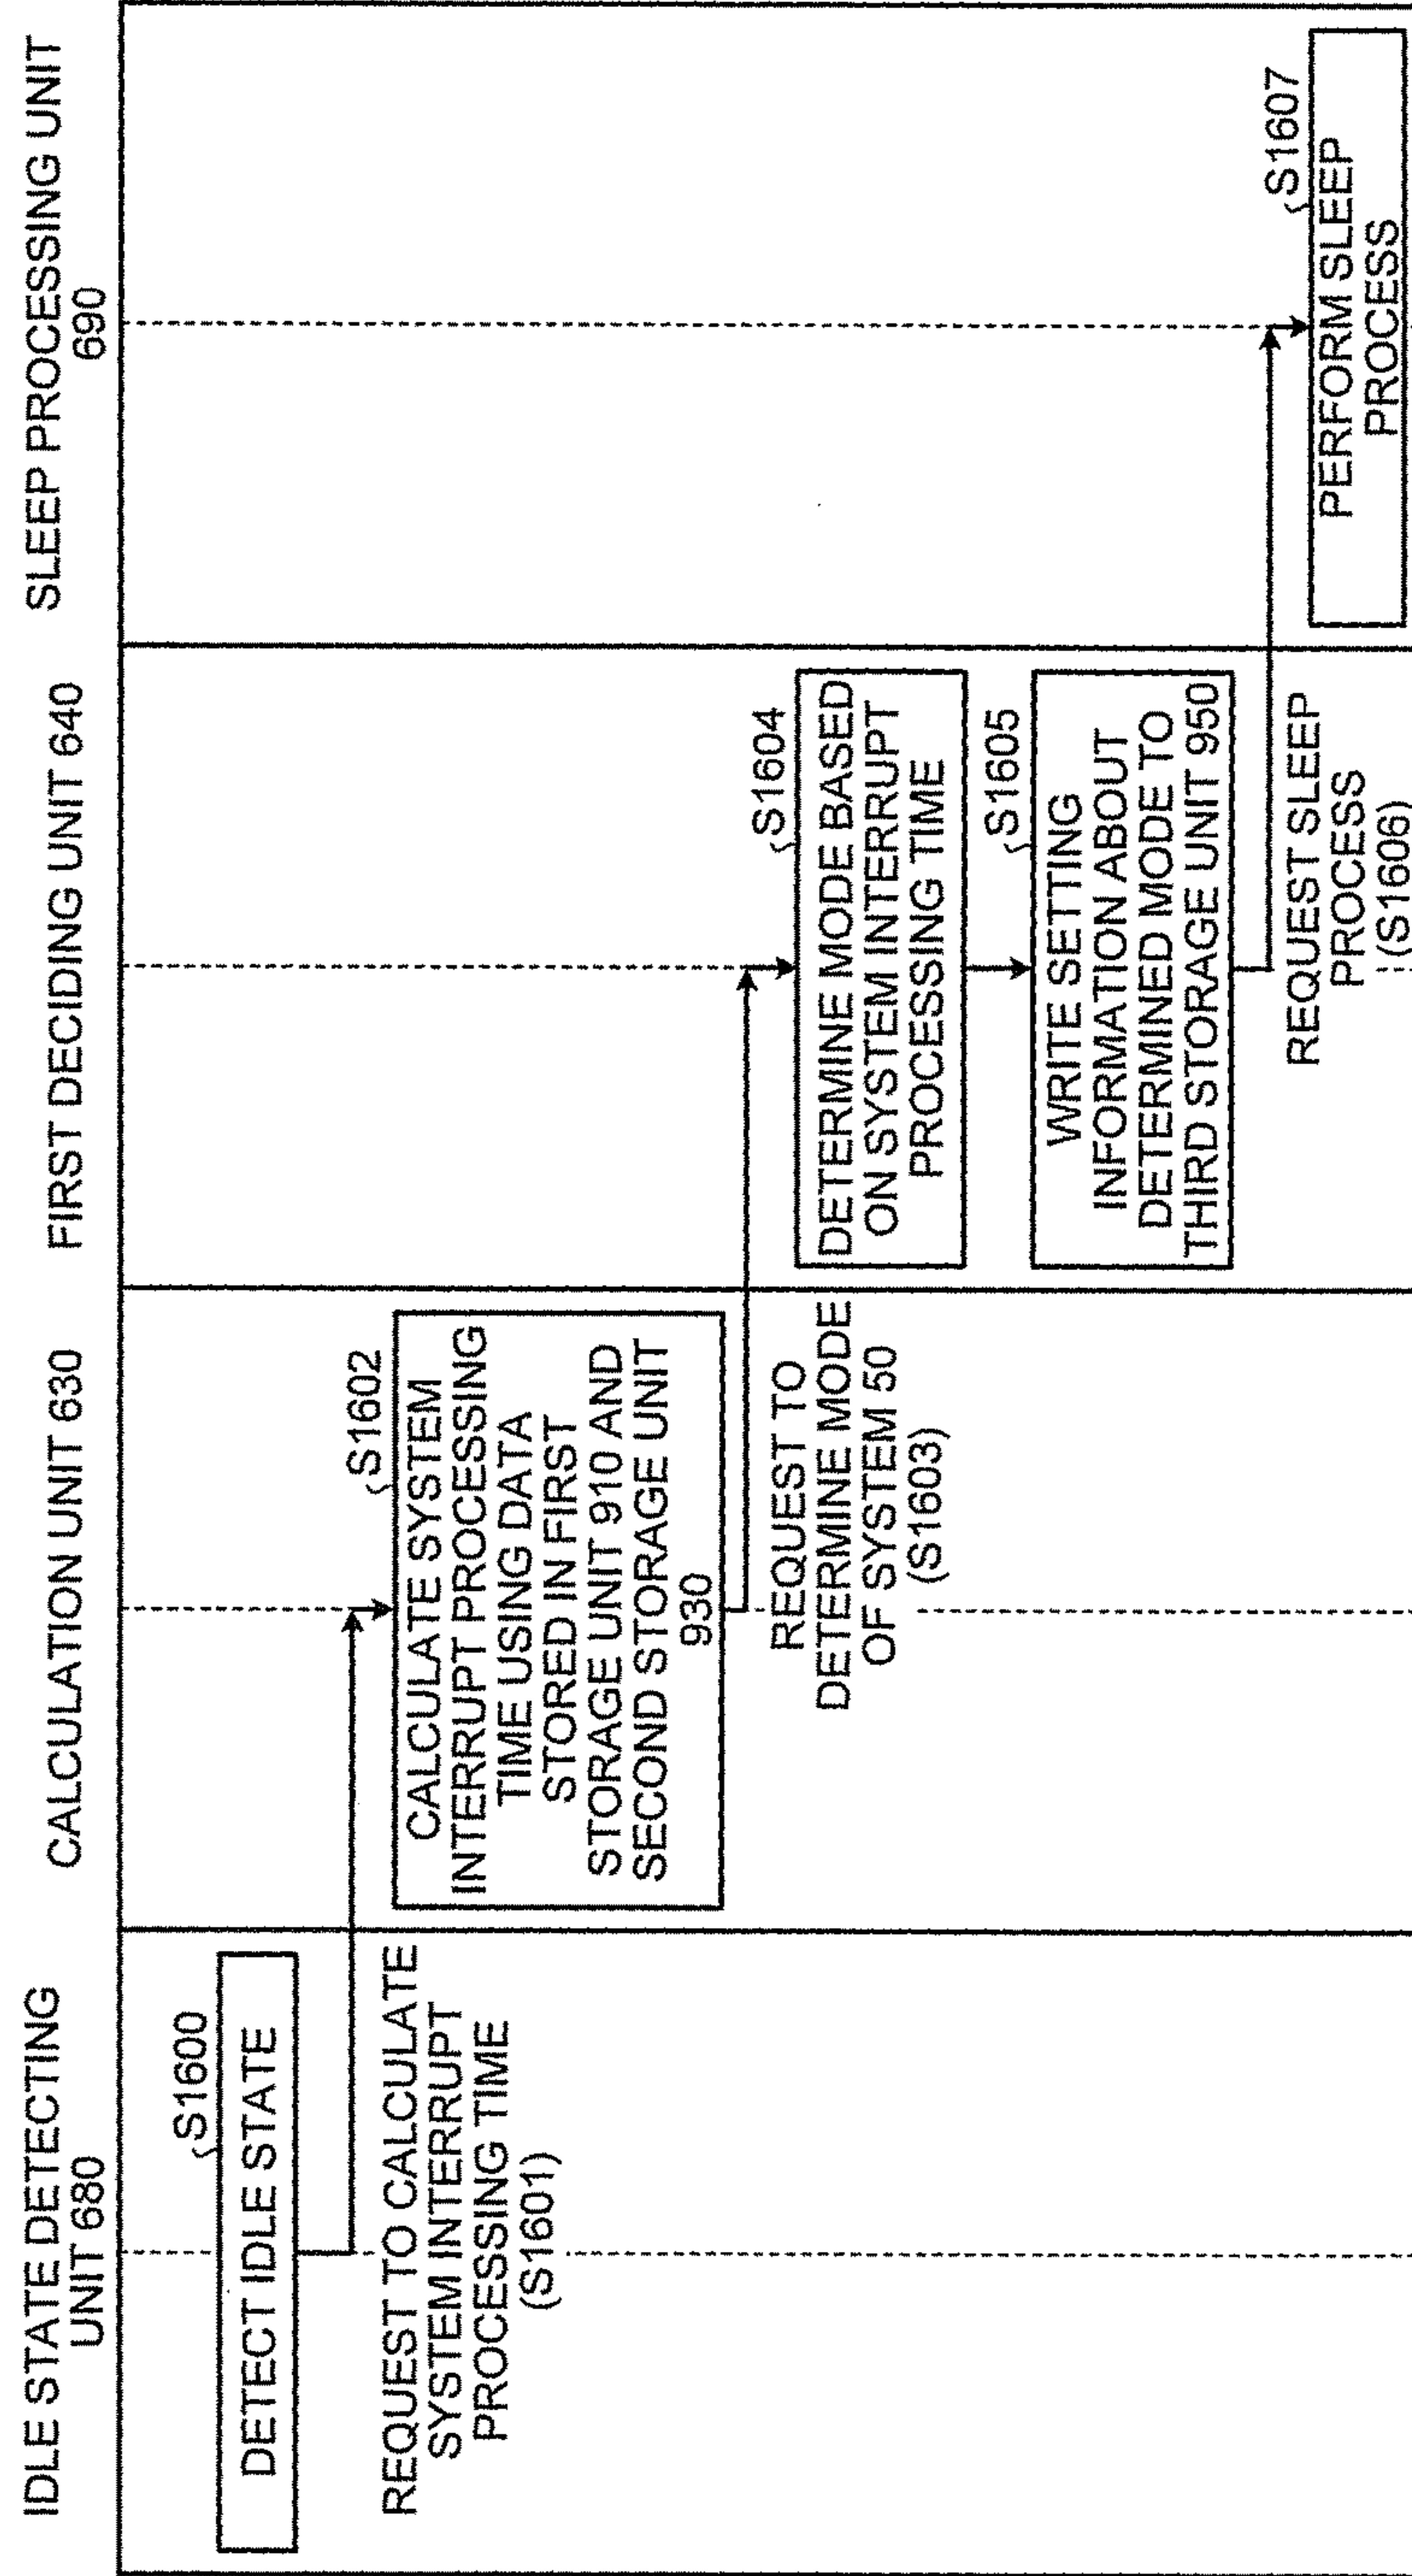 IDLE STATE DETECTING
UNIT 680
CALCULATION UNIT 630
FIRST DECIDING UNIT 640
SLEEP PROCESSING UNIT
690
S1600
DETECT IDLE STATE
REQUEST TO CALCULATE
SYSTEM INTERRUPT
PROCESSING TIME
(S1601)
S1602
CALCULATE SYSTEM
INTERRUPT PROCESSING
TIME USING DATA
STORED IN FIRST
STORAGE UNIT 910 AND
SECOND STORAGE UNIT
930
REQUEST TO
DETERMINE MODE
OF SYSTEM 50
(S1603)
S1604
DETERMINE MODE BASED
ON SYSTEM INTERRUPT
PROCESSING TIME
S1605
WRITE SETTING
INFORMATION ABOUT
DETERMINED MODE TO
THIRD STORAGE UNIT 950
REQUEST SLEEP
PROCESS
(S1606)
S1607
PERFORM SLEEP
PROCESS